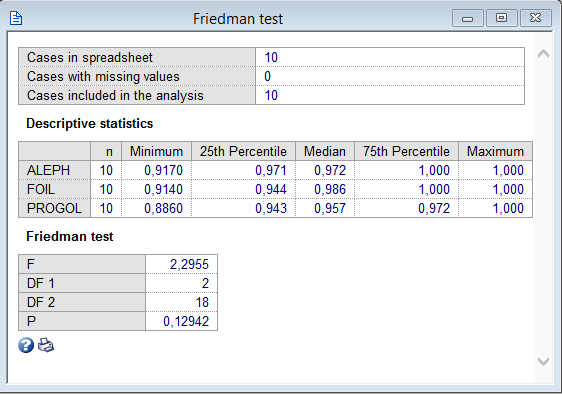 Friedman test
Cases in spreadsheet 10
Cases with missing values 0
Cases included in the analysis 10
Descriptive statistics
n Minimum 25th Percentile Median 75th Percentile Maximum
ALEPH 10 0,9170 0,971 0,972 1,000 1,000
FOIL 10 0,9140 0,944 0,986 1,000 1,000
PROGOL 10 0,8860 0,943 0,957 0,972 1,000
Friedman test
F 2,2955
DF 1 2
DF 2 18
P 0,12942